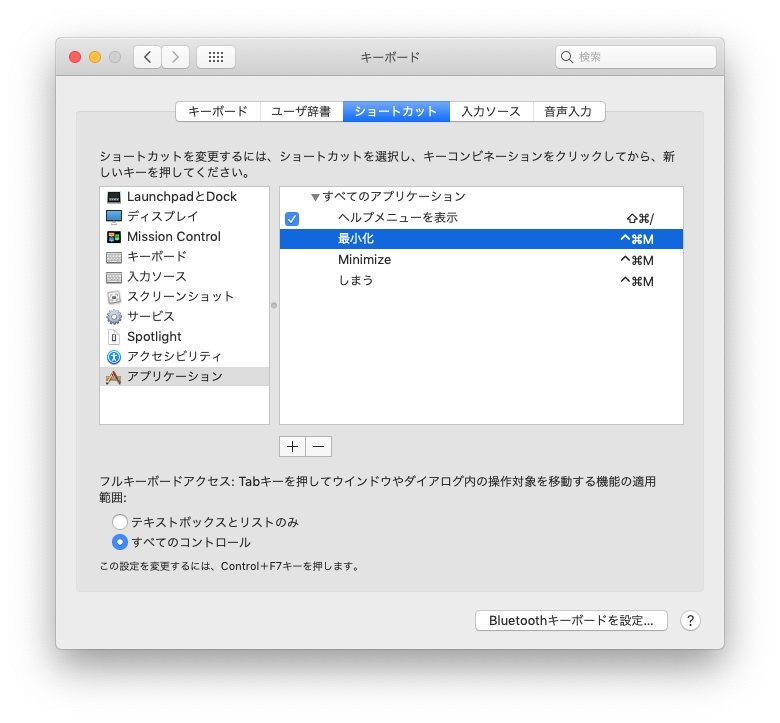 キーボード
検索
キーボード ユーザ辞書 ショートカット 入力ソース 音声入力
ショートカットを変更するには、ショートカットを選択し、キーコンビネーションをクリックしてから、新
しいキーを押してください。
LaunchpadとDock
ディスプレイ
Mission Control
キーボード
入力ソース
スクリーンショット
サービス
Spotlight
アクセシビリティ
アプリケーション
▼すべてのアプリケーション
ヘルプメニューを表示 ⇧⌘/
最小化 ^⌘M
Minimize ^⌘M
しまう ^⌘M
フルキーボードアクセス: Tabキーを押してウインドウやダイアログ内の操作対象を移動する機能の適用
範囲:
テキストボックスとリストのみ
すべてのコントロール
この設定を変更するには、Control+F7キーを押します。
Bluetoothキーボードを設定... ?